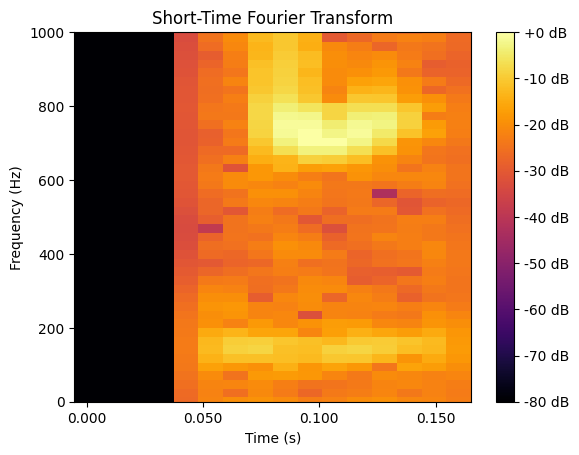 Short-Time Fourier Transform
1000
800
600
400
200
0
Frequency (Hz)
0.000
0.050
0.100
0.150
Time (s)
+0 dB
-10 dB
-20 dB
-30 dB
-40 dB
-50 dB
-60 dB
-70 dB
-80 dB